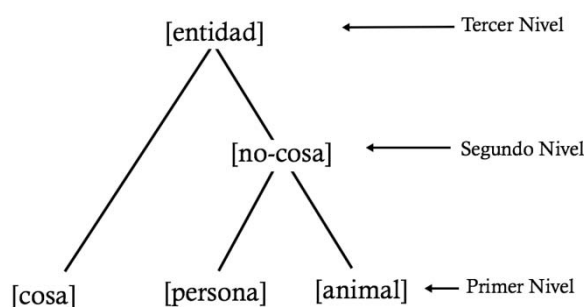 [entidad] Tercer Nivel
[no-cosa] Segundo Nivel
[cosa] [persona] [animal] Primer Nivel